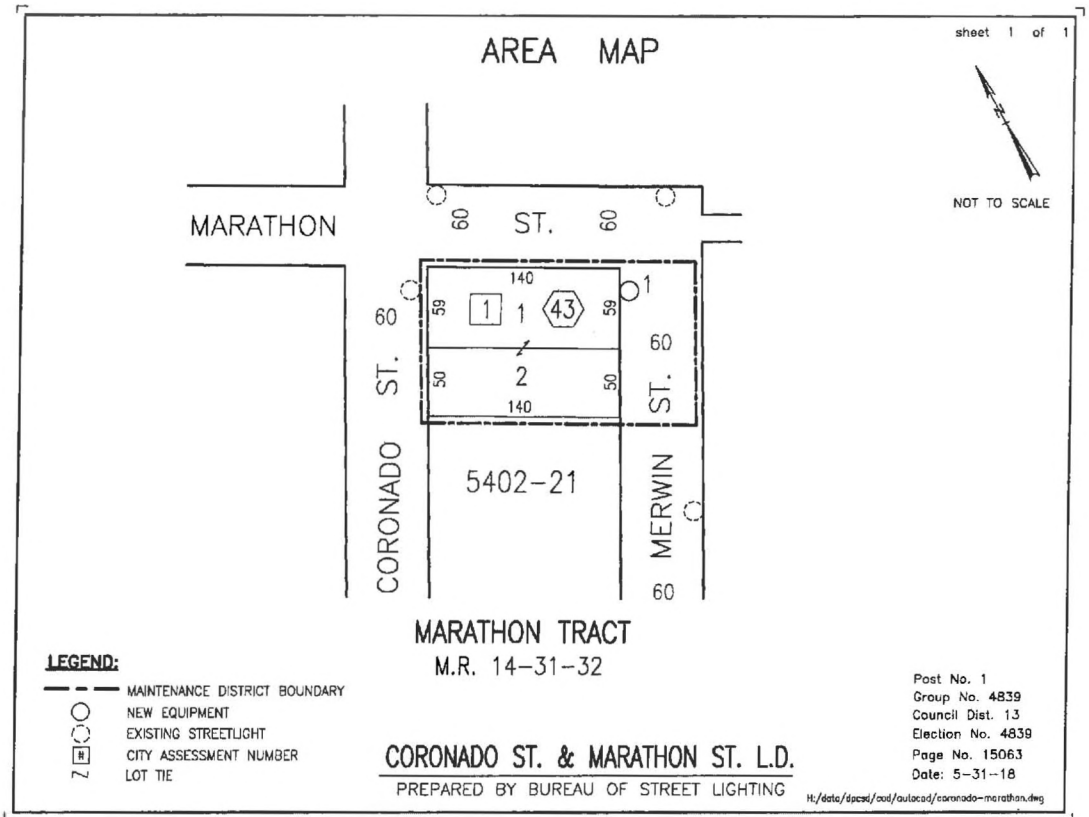 sheet 1 of 1
AREA MAP
N
NOT TO SCALE
MARATHON ST.
60
60
140
59
1
1
43
59
1
60
60
50
2
50
140
CORONADO ST.
5402-21
MERWIN ST.
60
MARATHON TRACT
M.R. 14-31-32
LEGEND:
MAINTENANCE DISTRICT BOUNDARY
NEW EQUIPMENT
EXISTING STREETLIGHT
# CITY ASSESSMENT NUMBER
LOT TIE
CORONADO ST. & MARATHON ST. L.D.
PREPARED BY BUREAU OF STREET LIGHTING
Post No. 1
Group No. 4839
Council Dist. 13
Election No. 4839
Page No. 15063
Date: 5-31-18
H:/data/dpcsd/cad/autocad/coronado-marathon.dwg